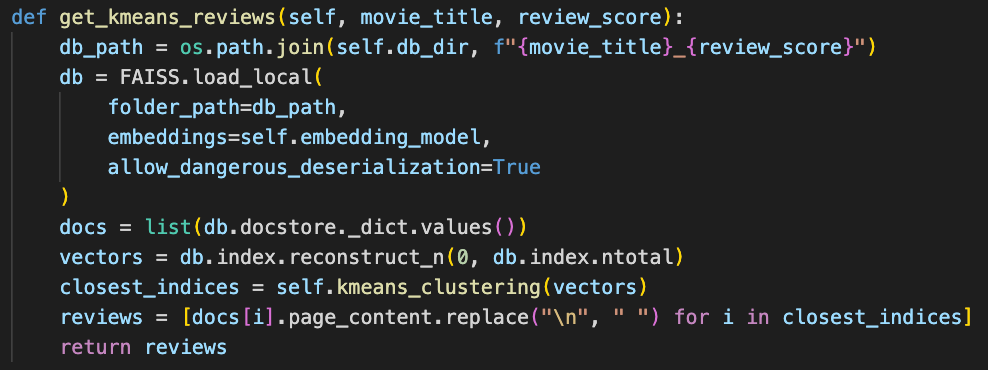 def get_kmeans_reviews(self, movie_title, review_score):
    db_path = os.path.join(self.db_dir, f"{movie_title}_{review_score}")
    db = FAISS.load_local(
        folder_path=db_path,
        embeddings=self.embedding_model,
        allow_dangerous_deserialization=True
    )
    docs = list(db.docstore._dict.values())
    vectors = db.index.reconstruct_n(0, db.index.ntotal)
    closest_indices = self.kmeans_clustering(vectors)
    reviews = [docs[i].page_content.replace("\n", " ") for i in closest_indices]
    return reviews